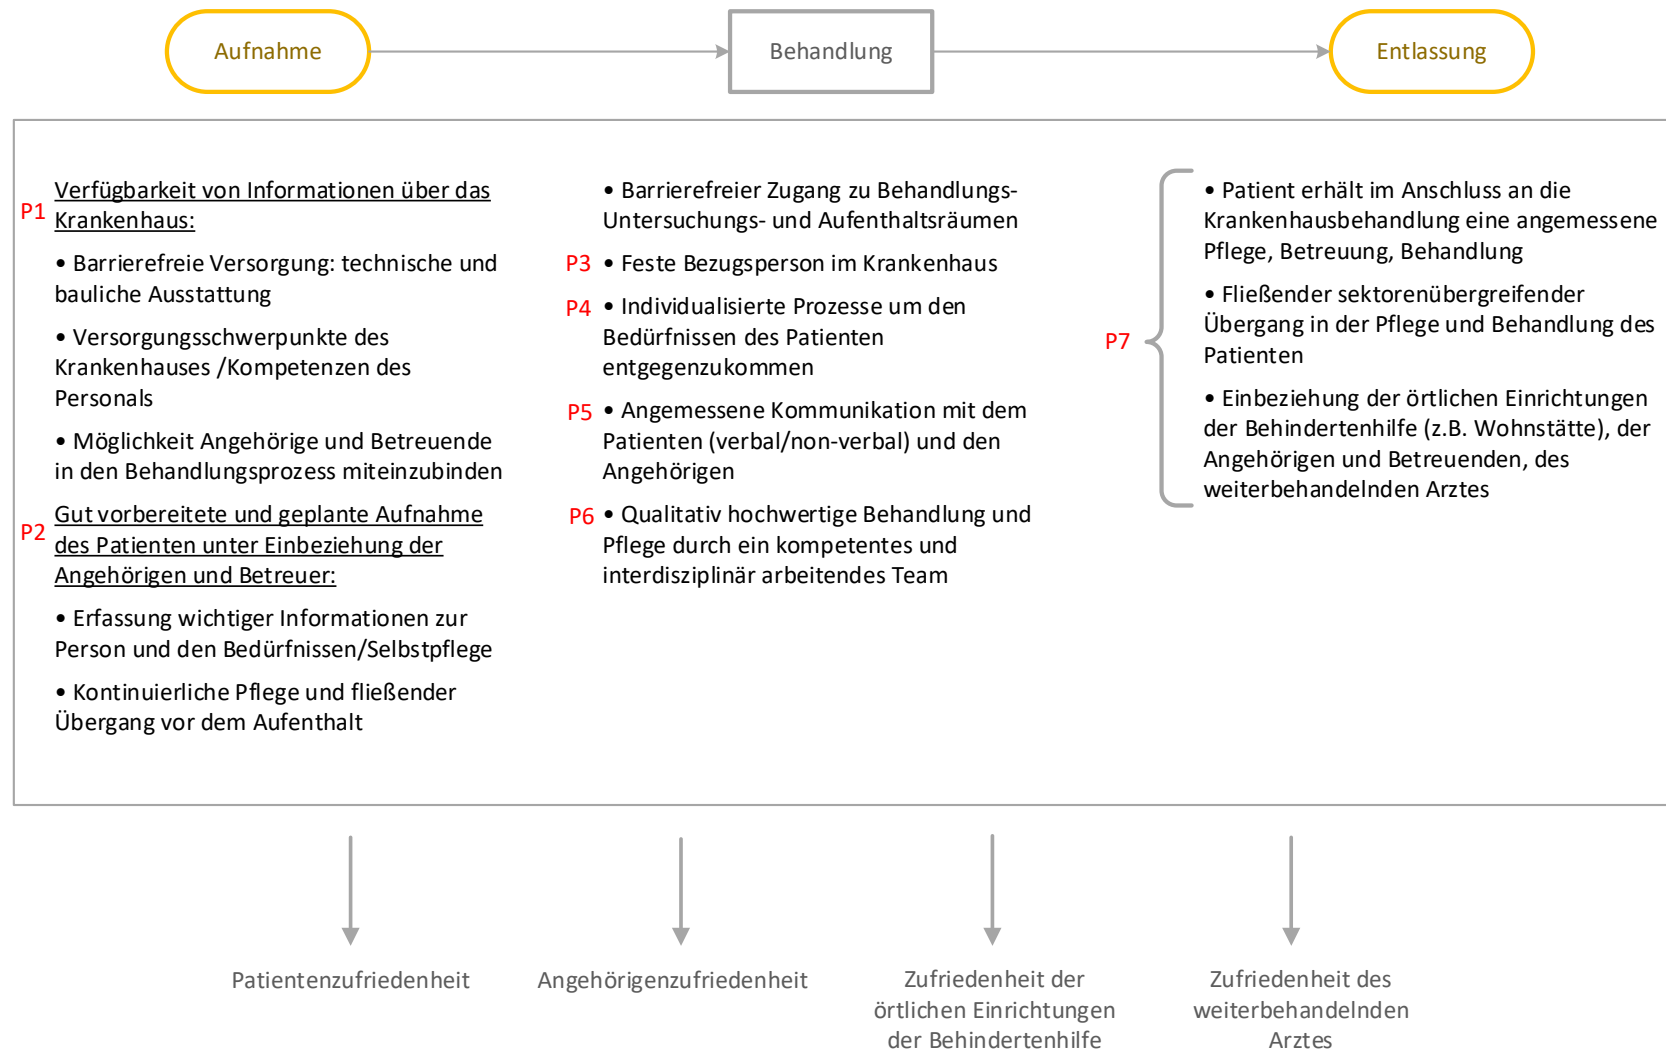 Aufnahme
Behandlung
Entlassung
P1
Verfügbarkeit von Informationen über das
Krankenhaus:
• Barrierefreie Versorgung: technische und
bauliche Ausstattung
• Versorgungsschwerpunkte des
Krankenhauses /Kompetenzen des
Personals
• Möglichkeit Angehörige und Betreuende
in den Behandlungsprozess miteinzubinden
P2
Gut vorbereitete und geplante Aufnahme
des Patienten unter Einbeziehung der
Angehörigen und Betreuer:
• Erfassung wichtiger Informationen zur
Person und den Bedürfnissen/Selbstpflege
• Kontinuierliche Pflege und fließender
Übergang vor dem Aufenthalt
• Barrierefreier Zugang zu Behandlungs-
Untersuchungs- und Aufenthaltsräumen
P3 • Feste Bezugsperson im Krankenhaus
P4 • Individualisierte Prozesse um den
Bedürfnissen des Patienten
entgegenzukommen
P5 • Angemessene Kommunikation mit dem
Patienten (verbal/non-verbal) und den
Angehörigen
P6 • Qualitativ hochwertige Behandlung und
Pflege durch ein kompetentes und
interdisziplinär arbeitendes Team
P7
• Patient erhält im Anschluss an die
Krankenhausbehandlung eine angemessene
Pflege, Betreuung, Behandlung
• Fließender sektorenübergreifender
Übergang in der Pflege und Behandlung des
Patienten
• Einbeziehung der örtlichen Einrichtungen
der Behindertenhilfe (z.B. Wohnstätte), der
Angehörigen und Betreuenden, des
weiterbehandelnden Arztes
Patientenzufriedenheit
Angehörigenzufriedenheit
Zufriedenheit der
örtlichen Einrichtungen
der Behindertenhilfe
Zufriedenheit des
weiterbehandelnden
Arztes